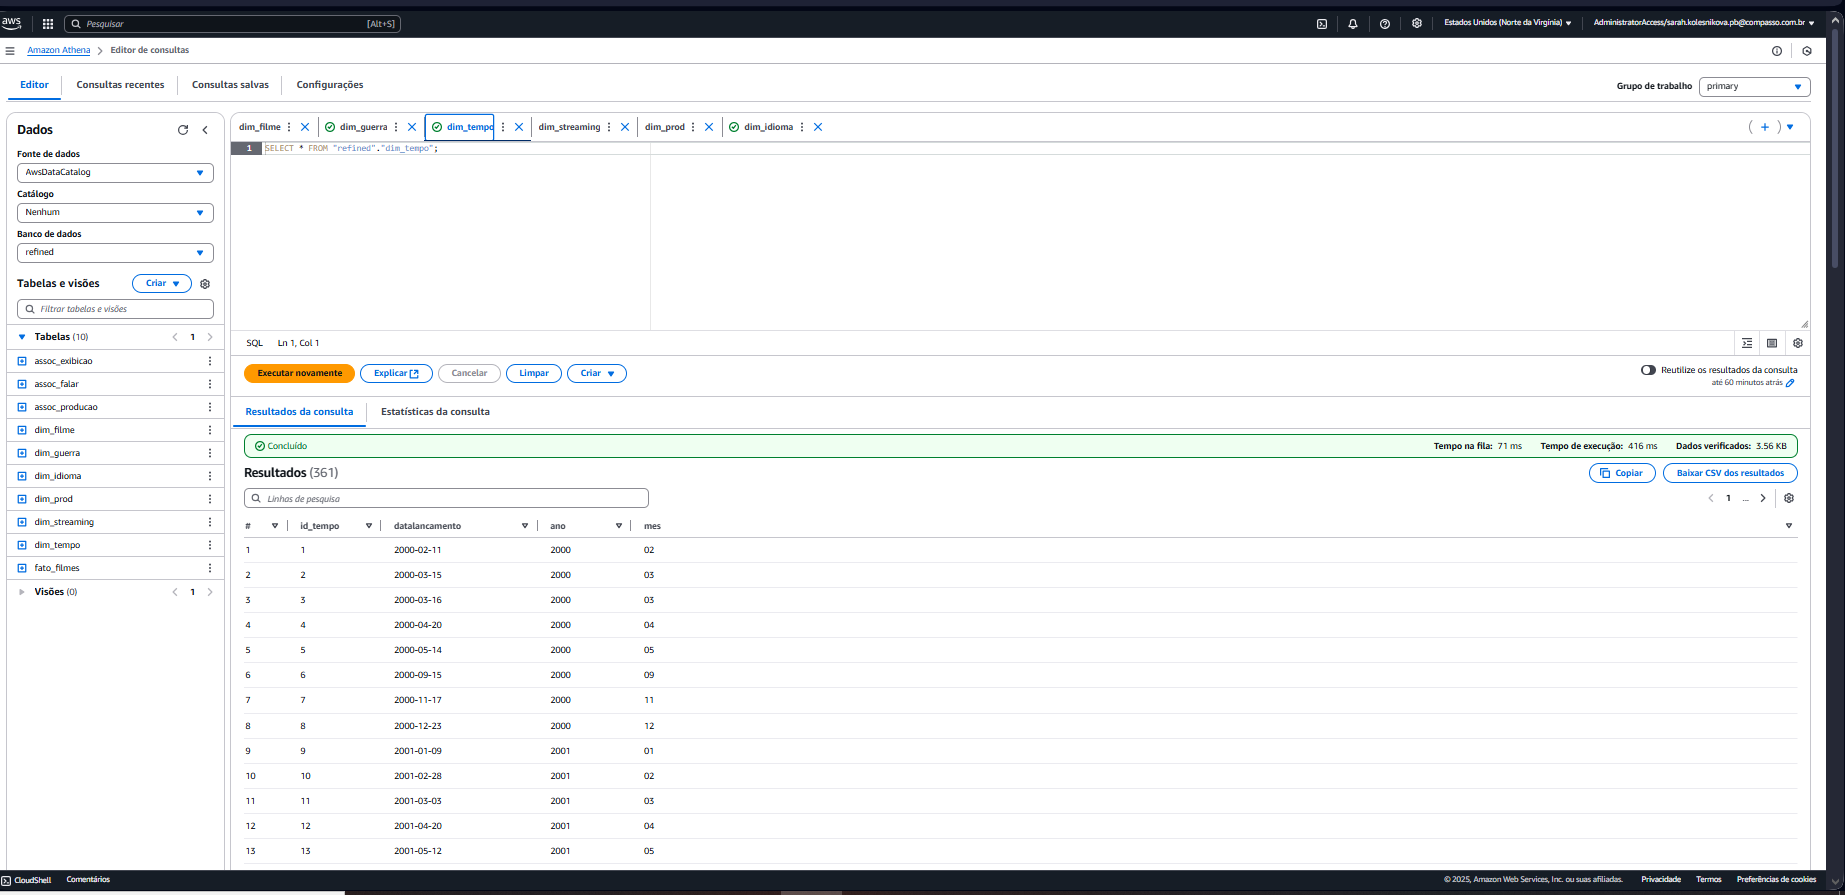 aws Pesquisar [Alt+S] Estados Unidos (Norte da Virgínia) AdministratorAccess/sarah.kolesnikova.pb@compasso.com.br
Amazon Athena Editor de consultas
Editor Consultas recentes Consultas salvas Configurações Grupo de trabalho primary
Dados
Fonte de dados
AwsDataCatalog
Catálogo
Nenhum
Banco de dados
refined
Tabelas e visões Criar
Filtrar tabelas e visões
Tabelas (10) 1
assoc_exibicao
assoc_falar
assoc_producao
dim_filme
dim_guerra
dim_idioma
dim_prod
dim_streaming
dim_tempo
fato_filmes
Visões (0) 1
dim_filme dim_guerra dim_tempo dim_streaming dim_prod dim_idioma
1 SELECT * FROM "refined"."dim_tempo";
SQL Ln 1, Col 1
Executar novamente Explicar Cancelar Limpar Criar Reutilize os resultados da consulta
até 60 minutos atrás
Resultados da consulta Estatísticas da consulta
Concluído Tempo na fila: 71 ms Tempo de execução: 416 ms Dados verificados: 3.56 KB
Resultados (361) Copiar Baixar CSV dos resultados
Linhas de pesquisa 1 ...
# id_tempo datalancamento ano mes
1 1 2000-02-11 2000 02
2 2 2000-03-15 2000 03
3 3 2000-03-16 2000 03
4 4 2000-04-20 2000 04
5 5 2000-05-14 2000 05
6 6 2000-09-15 2000 09
7 7 2000-11-17 2000 11
8 8 2000-12-23 2000 12
9 9 2001-01-09 2001 01
10 10 2001-02-28 2001 02
11 11 2001-03-03 2001 03
12 12 2001-04-20 2001 04
13 13 2001-05-12 2001 05
CloudShell Comentários © 2025, Amazon Web Services, Inc. ou suas afiliadas. Privacidade Termos Preferências de cookies